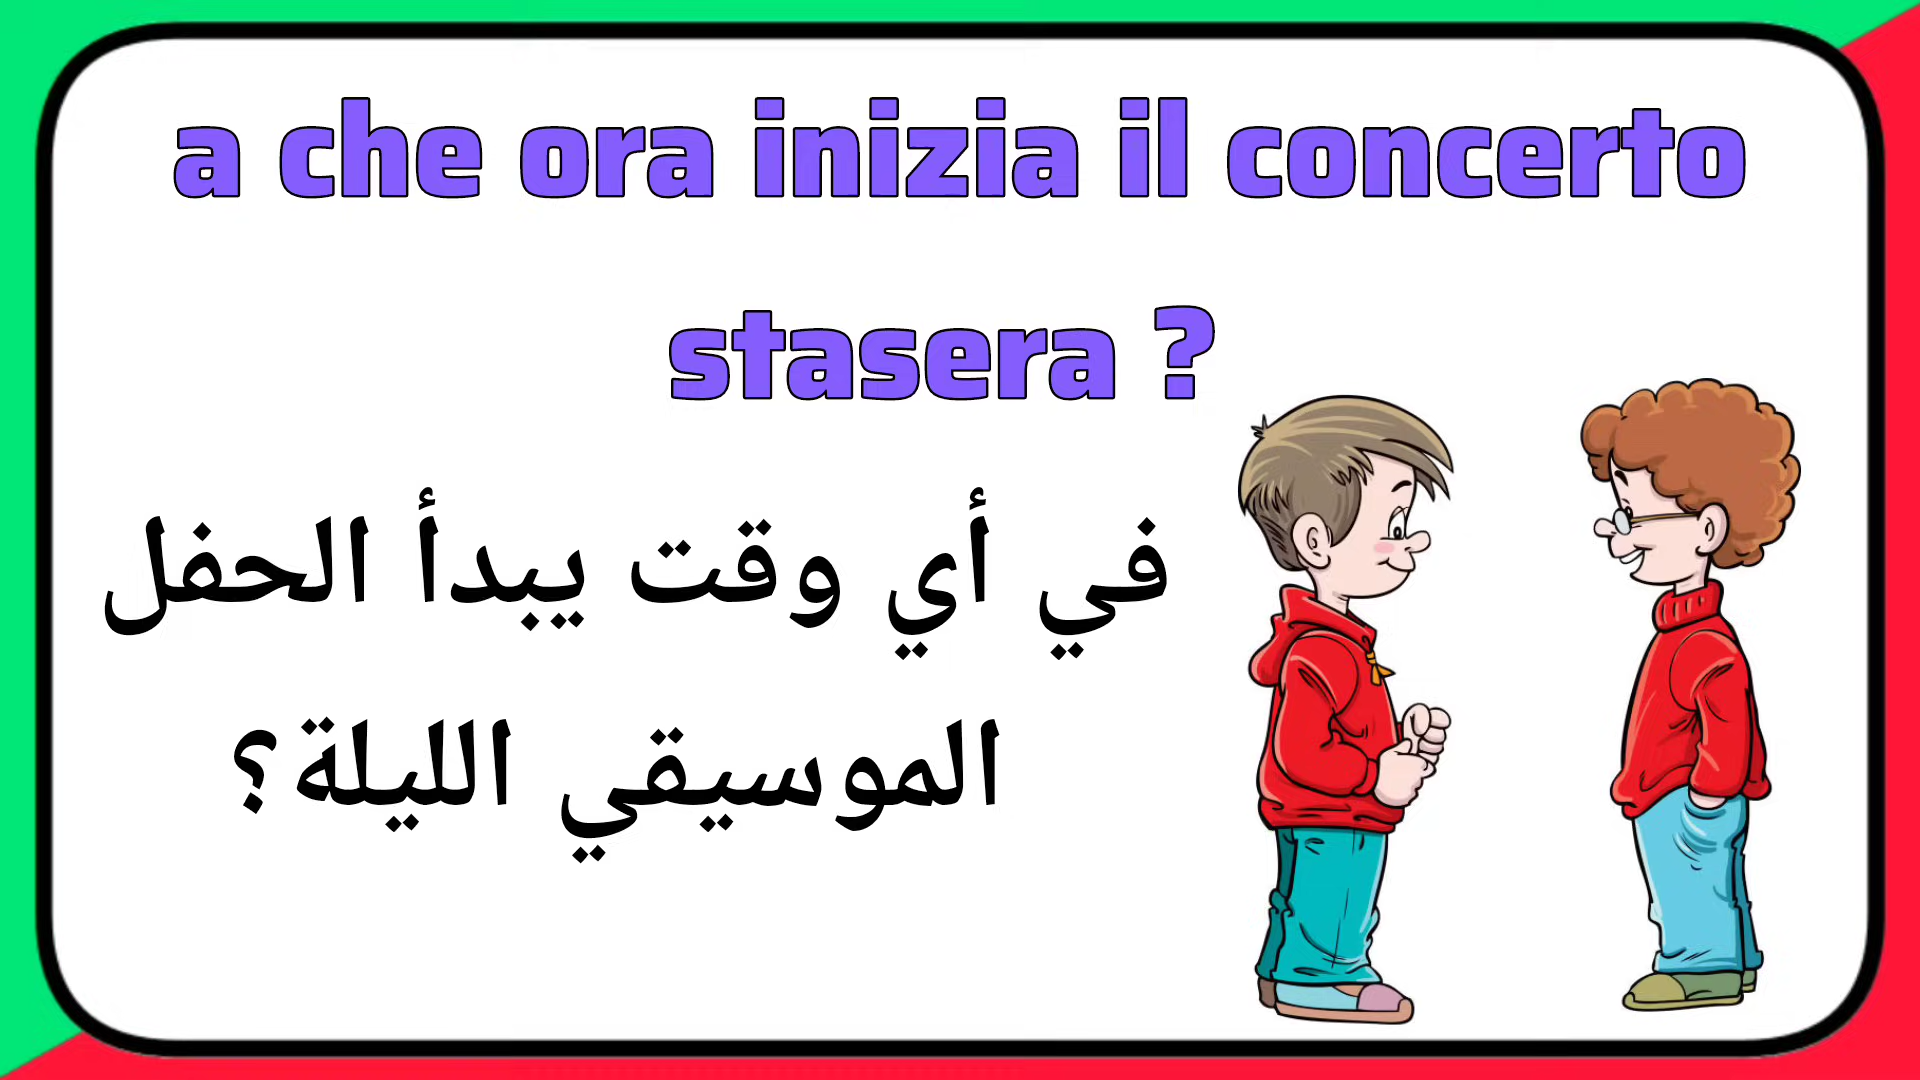 a che ora inizia il concerto
stasera ?
في أي وقت يبدأ الحفل
الموسيقي الليلة؟